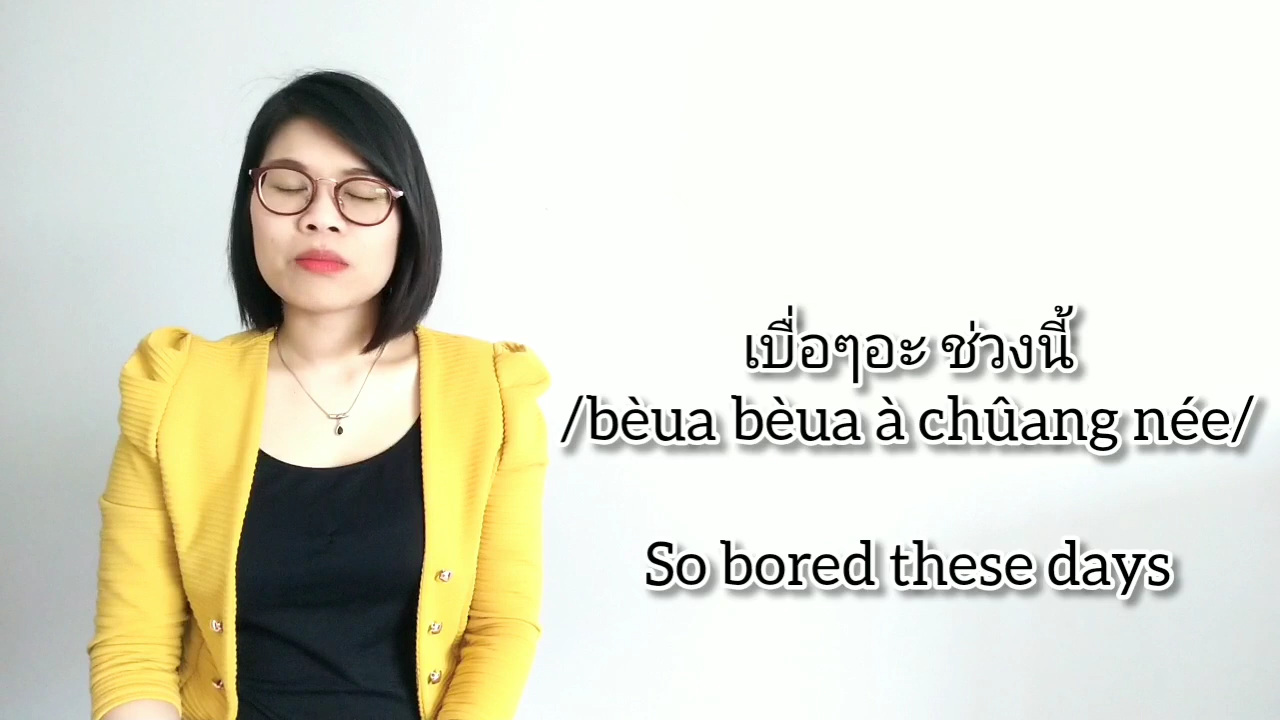 เบื่อๆอะ ช่วงนี้
/bèua bèua à chûang née/
So bored these days